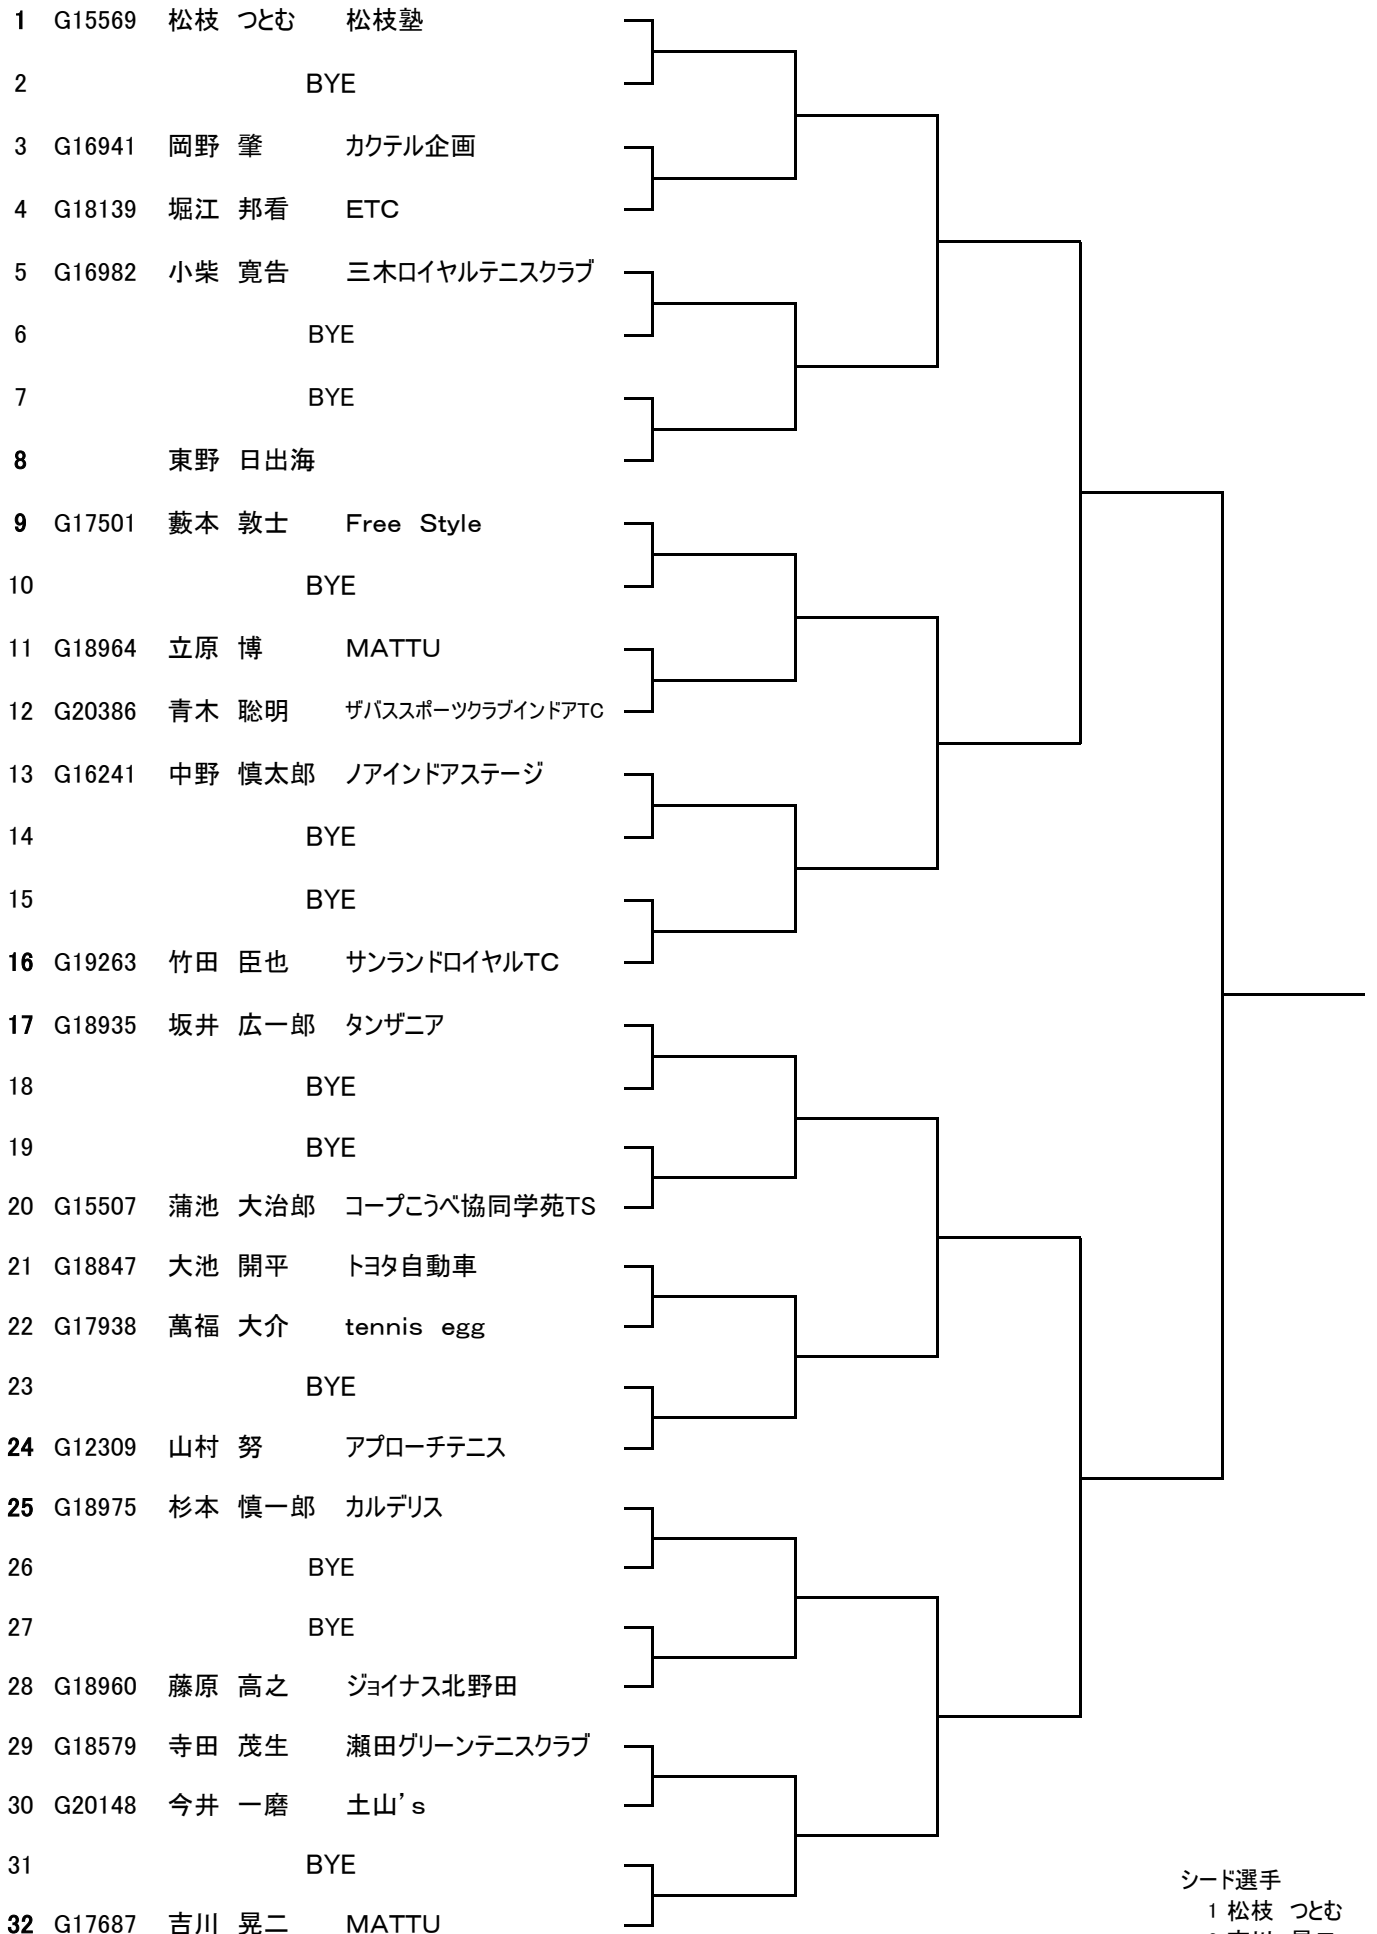 1 G15569 松枝 つとむ 松枝塾
2 BYE
3 G16941 岡野 肇 カクテル企画
4 G18139 堀江 邦看 ETC
5 G16982 小柴 寛告 三木ロイヤルテニスクラブ
6 BYE
7 BYE
8 東野 日出海
9 G17501 藪本 敦士 Free Style
10 BYE
11 G18964 立原 博 MATTU
12 G20386 青木 聡明 ザバススポーツクラブインドアTC
13 G16241 中野 慎太郎 ノアインドアステージ
14 BYE
15 BYE
16 G19263 竹田 臣也 サンランドロイヤルTC
17 G18935 坂井 広一郎 タンザニア
18 BYE
19 BYE
20 G15507 蒲池 大治郎 コープこうべ協同学苑TS
21 G18847 大池 開平 トヨタ自動車
22 G17938 萬福 大介 tennis egg
23 BYE
24 G12309 山村 努 アプローチテニス
25 G18975 杉本 慎一郎 カルデリス
26 BYE
27 BYE
28 G18960 藤原 高之 ジョイナス北野田
29 G18579 寺田 茂生 瀬田グリーンテニスクラブ
30 G20148 今井 一磨 土山's
31 BYE
32 G17687 吉川 晃二 MATTU
シード選手
1 松枝 つとむ